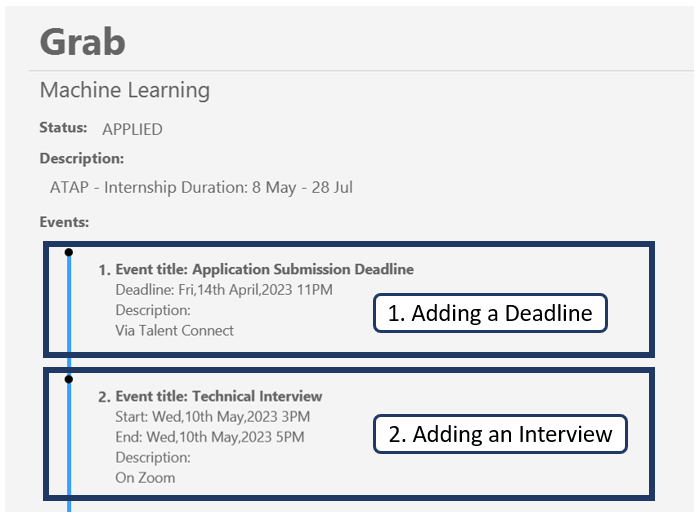 Grab
Machine Learning
Status: APPLIED
Description:
ATAP - Internship Duration: 8 May - 28 Jul
Events:
1. Event title: Application Submission Deadline
Deadline: Fri,14th April,2023 11PM
Description:
Via Talent Connect
1. Adding a Deadline
2. Event title: Technical Interview
Start: Wed,10th May,2023 3PM
End: Wed,10th May,2023 5PM
Description:
On Zoom
2. Adding an Interview